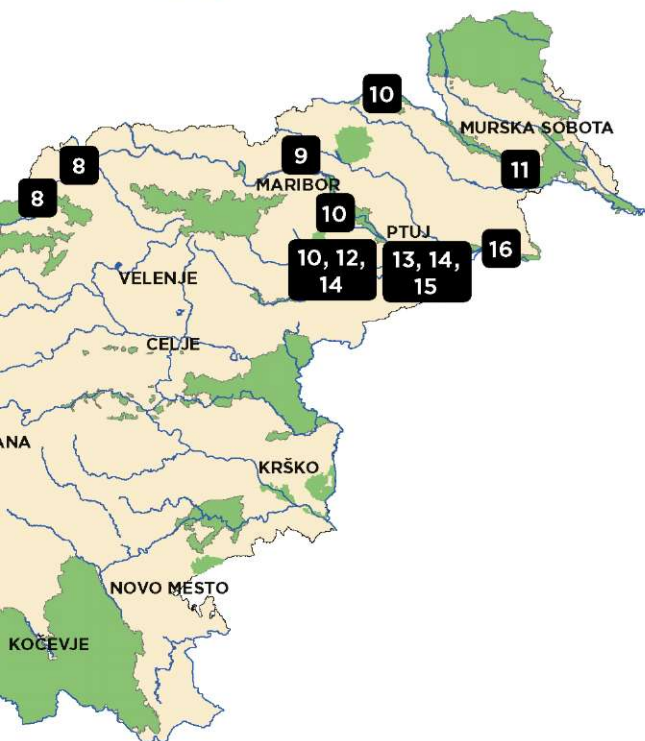 10
MURSKA SOBOTA
9
8
11
8
MARIBOR
10
PTUJ
10, 12,
14
13, 14,
15
16
VELENJE
CELJE
ANA
KRŠKO
NOVO MESTO
KOČEVJE